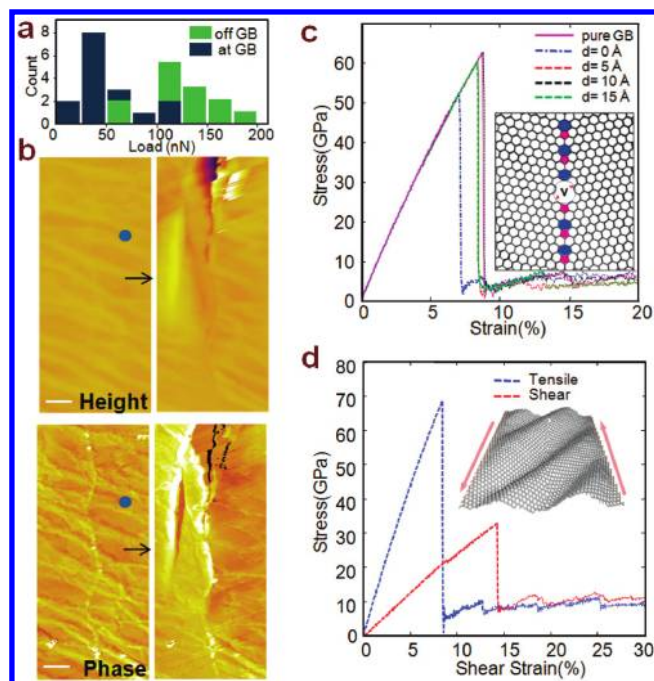 a
off GB
at GB
Count
8
6
4
2
0
0
50
100
150
200
Load (nN)
b
Height
Phase
c
pure GB
d= 0 Å
d= 5 Å
d= 10 Å
d= 15 Å
Stress(GPa)
60
50
40
30
20
10
0
v
0
5
10
15
20
Strain(%)
d
Tensile
Shear
Stress(GPa)
80
70
60
50
40
30
20
10
0
0
5
10
15
20
25
30
Shear Strain(%)